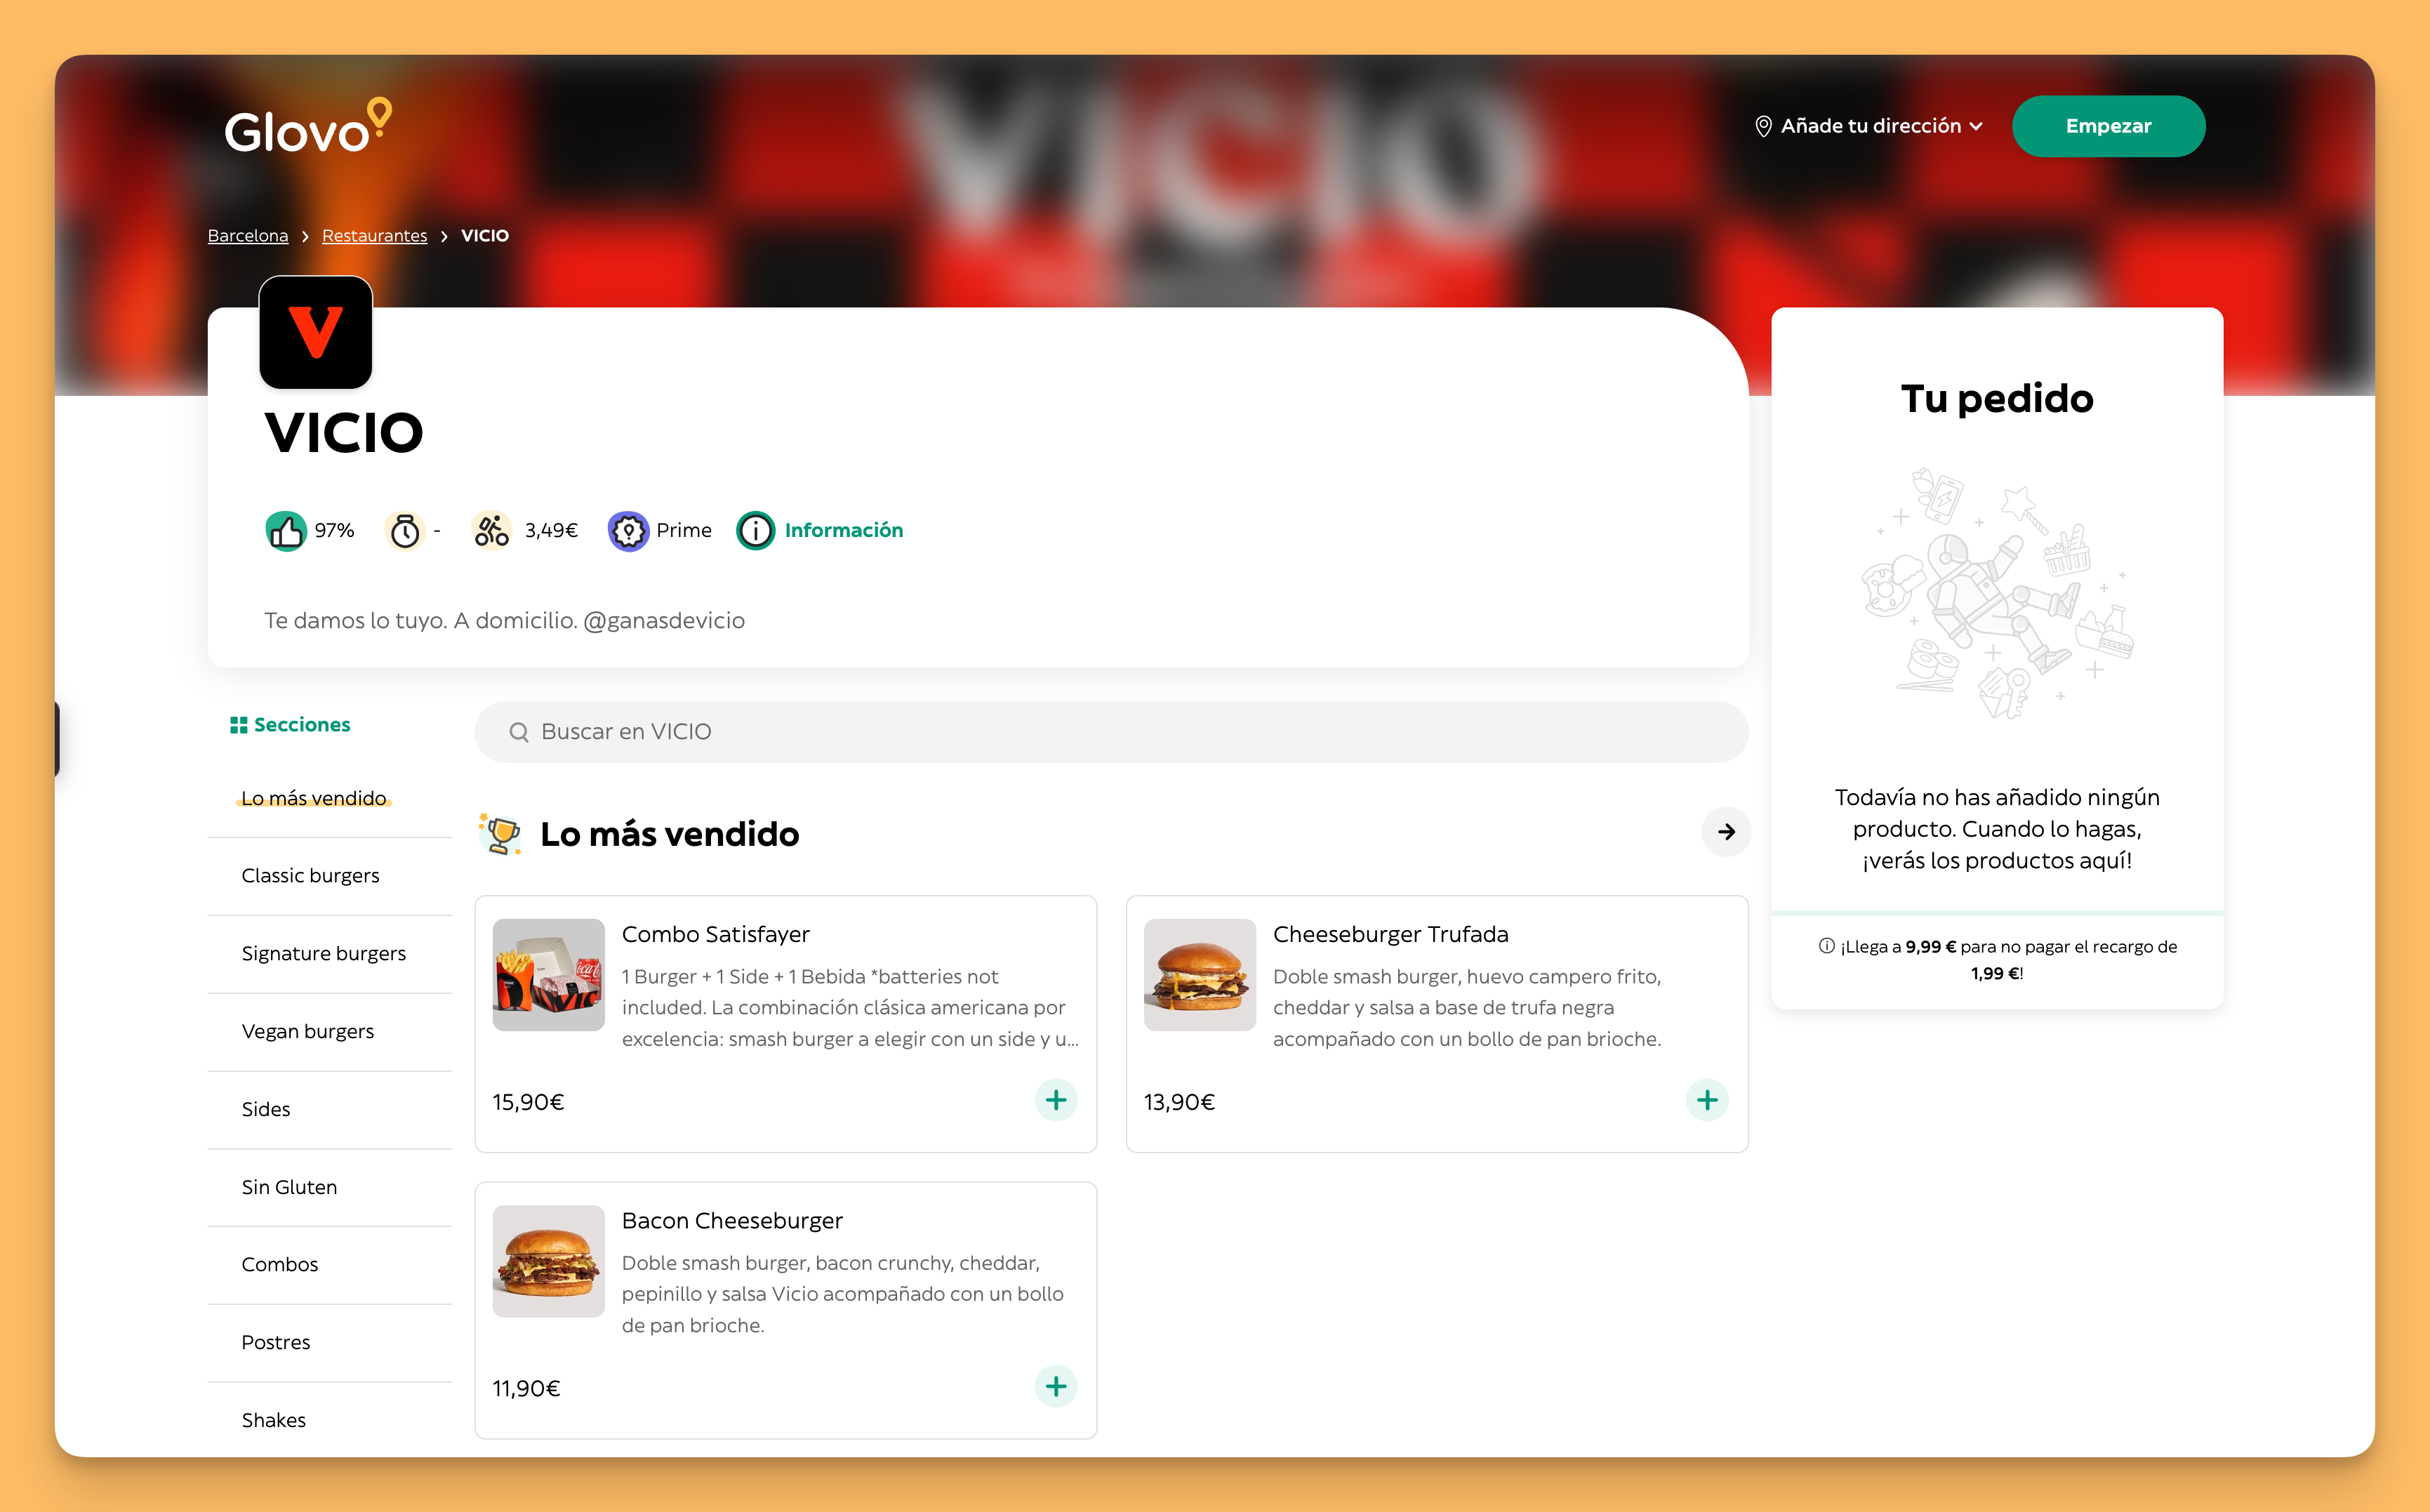 VICIO
Glovo
Añade tu dirección
Empezar
Barcelona > Restaurantes > VICIO
V
VICIO
97%
-
3,49€
Prime
Información
Te damos lo tuyo. A domicilio. @ganasdevicio
Secciones
Lo más vendido
Classic burgers
Signature burgers
Vegan burgers
Sides
Sin Gluten
Combos
Postres
Shakes
Buscar en VICIO
Lo más vendido
Combo Satisfayer
1 Burger + 1 Side + 1 Bebida *batteries not
included. La combinación clásica americana por
excelencia: smash burger a elegir con un side y u...
15,90€
Cheeseburger Trufada
Doble smash burger, huevo campero frito,
cheddar y salsa a base de trufa negra
acompañado con un bollo de pan brioche.
13,90€
Bacon Cheeseburger
Doble smash burger, bacon crunchy, cheddar,
pepinillo y salsa Vicio acompañado con un bollo
de pan brioche.
11,90€
Tu pedido
Todavía no has añadido ningún
producto. Cuando lo hagas,
¡verás los productos aquí!
¡Llega a 9,99 € para no pagar el recargo de
1,99 €!